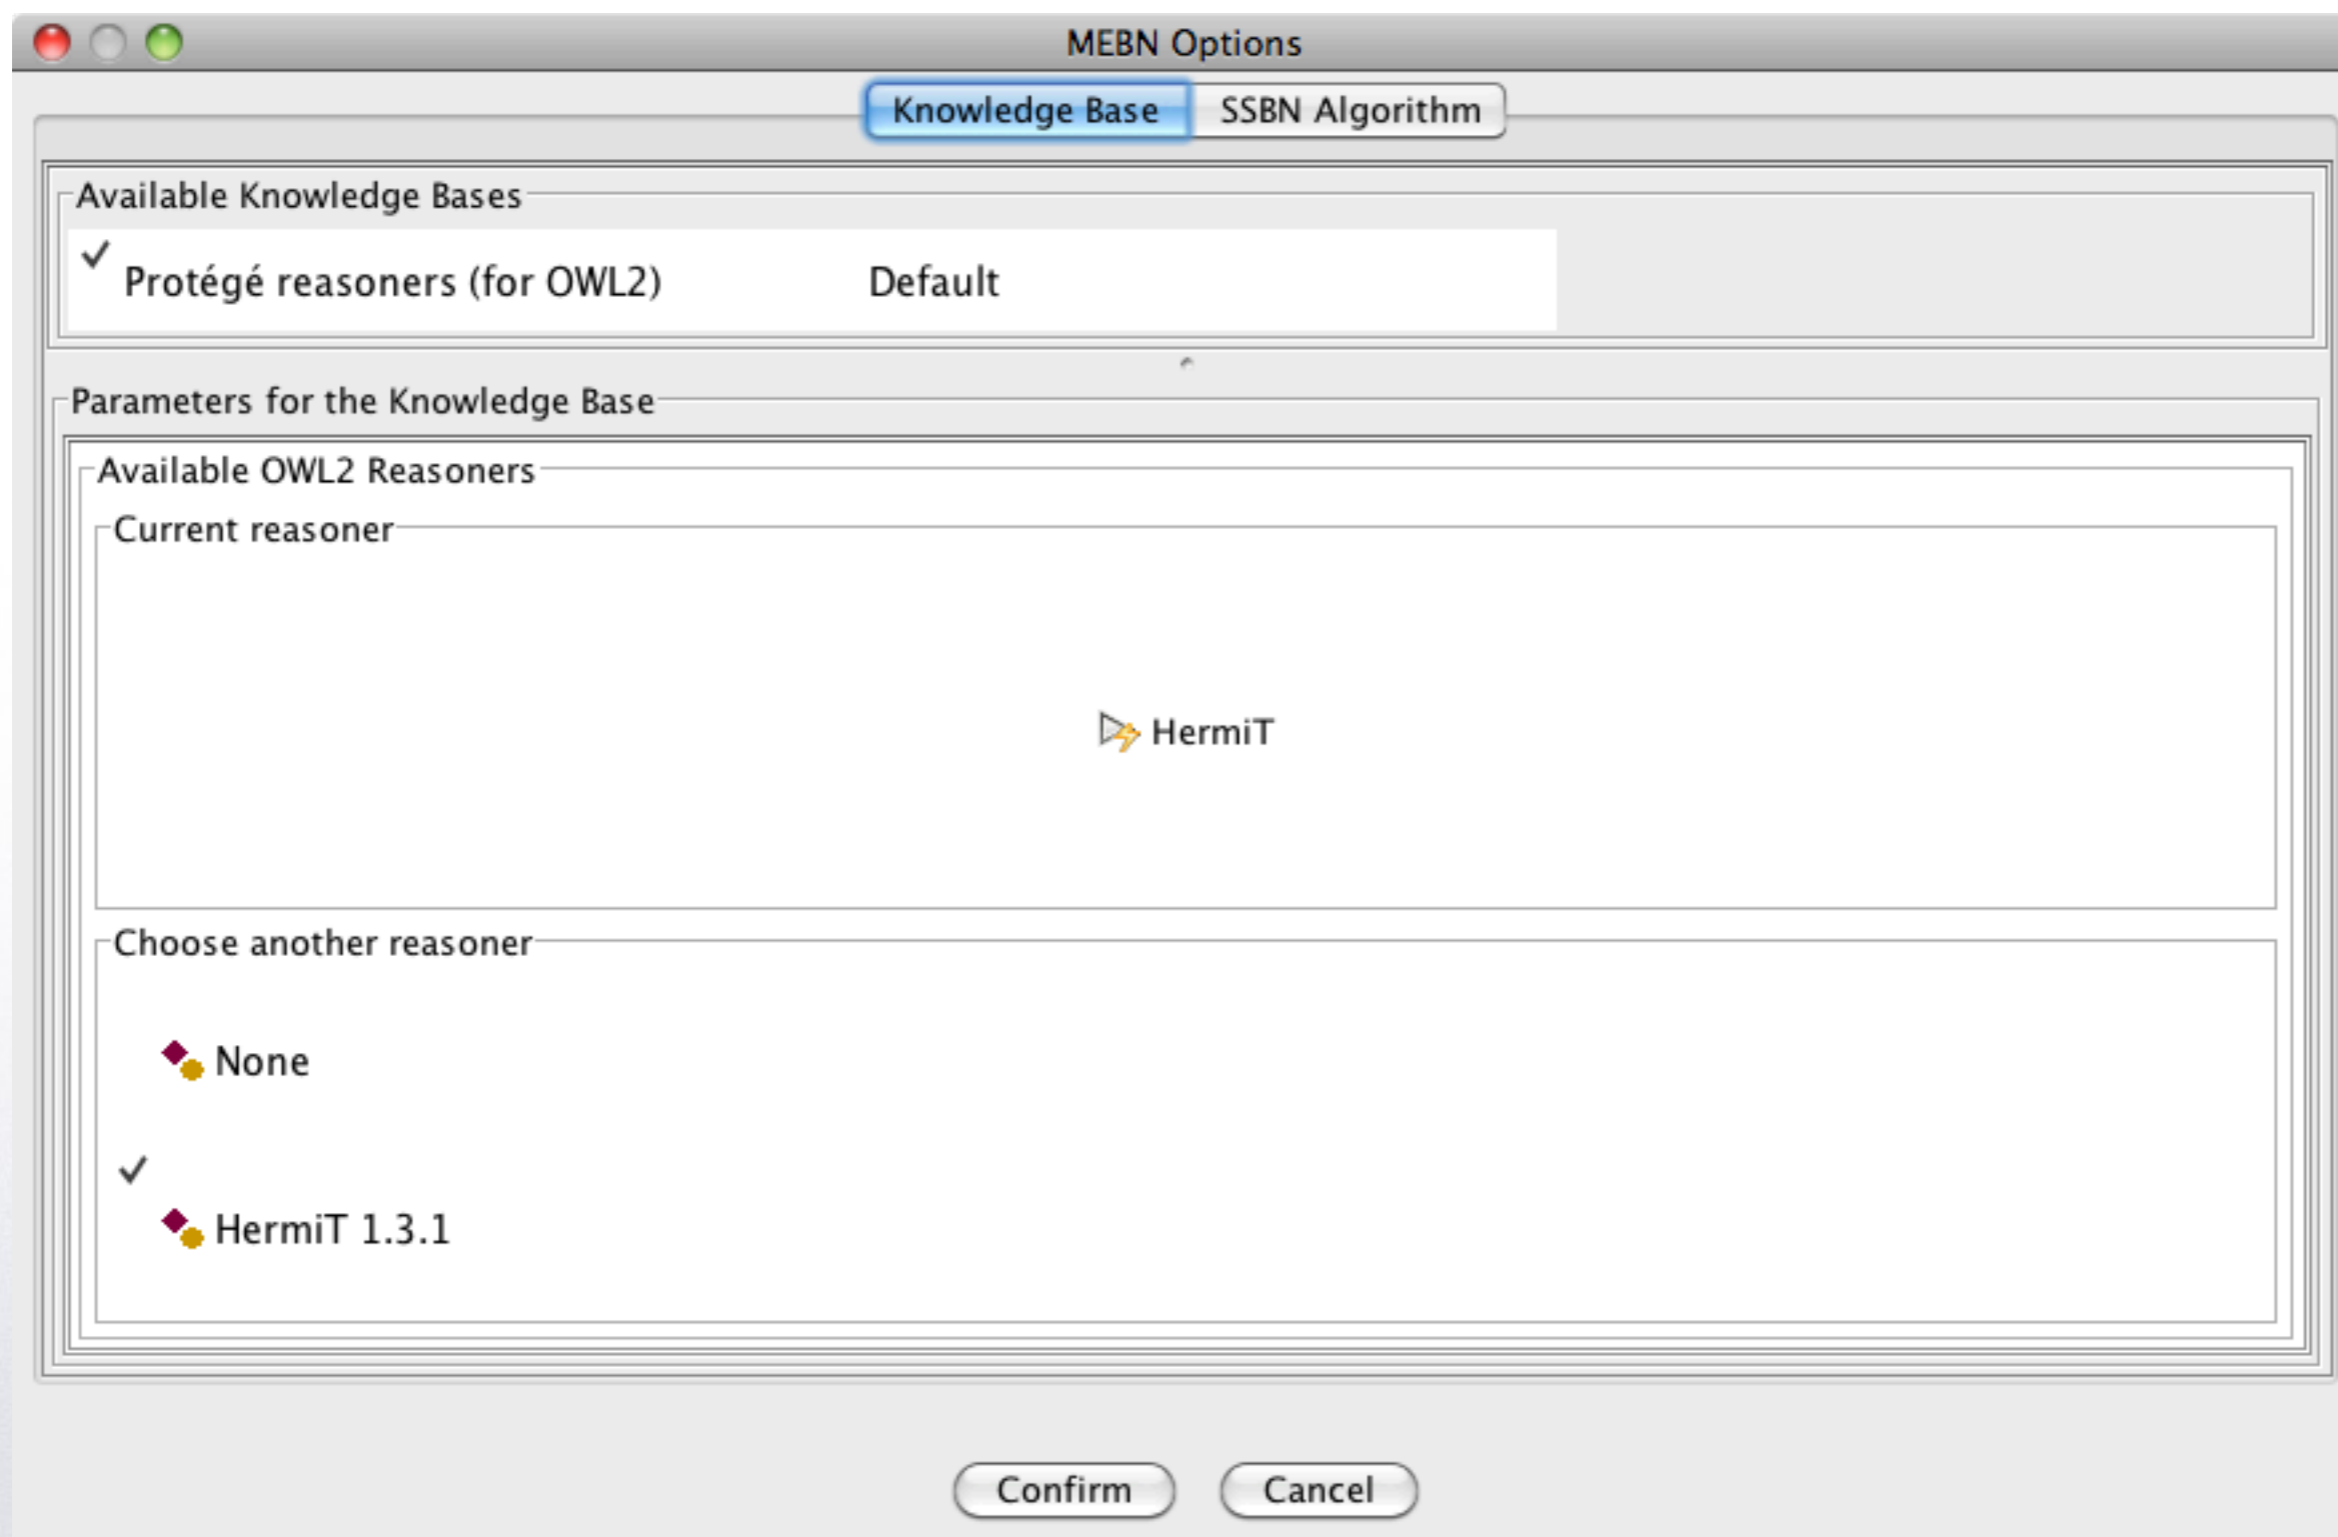 MEBN Options
Knowledge Base SSBN Algorithm
Available Knowledge Bases
Protégé reasoners (for OWL2) Default
Parameters for the Knowledge Base
Available OWL2 Reasoners
Current reasoner
HermiT
Choose another reasoner
None
HermiT 1.3.1
Confirm Cancel